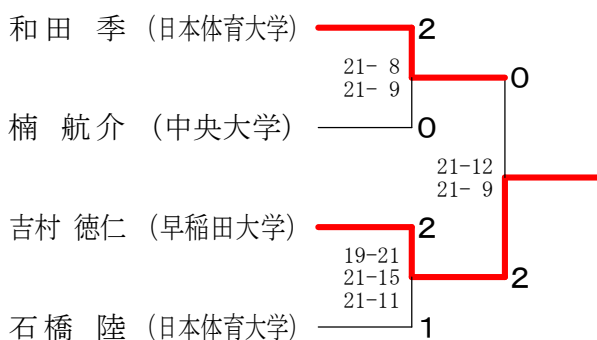 和田 季 (日本体育大学) 2
21- 8
21- 9
0
楠 航介 (中央大学) 0
21-12
21- 9
吉村 徳仁 (早稲田大学) 2
19-21
21-15
21-11
2
石橋 陸 (日本体育大学) 1